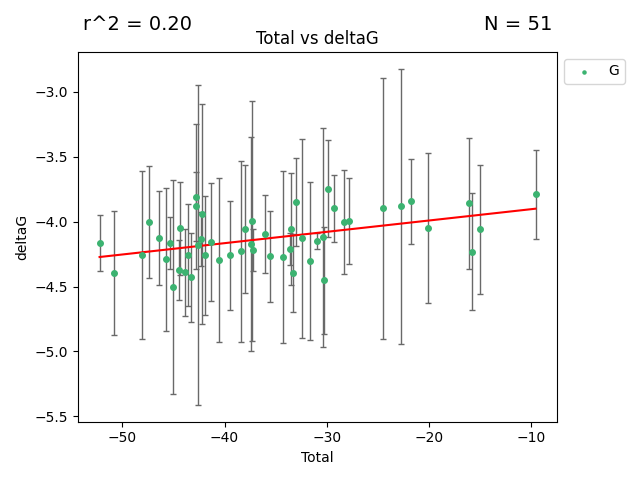 r^2 = 0.20
N = 51
Total vs deltaG
G
−3.0
−3.5
−4.0
−4.5
−5.0
−5.5
deltaG
−50
−40
−30
−20
−10
Total